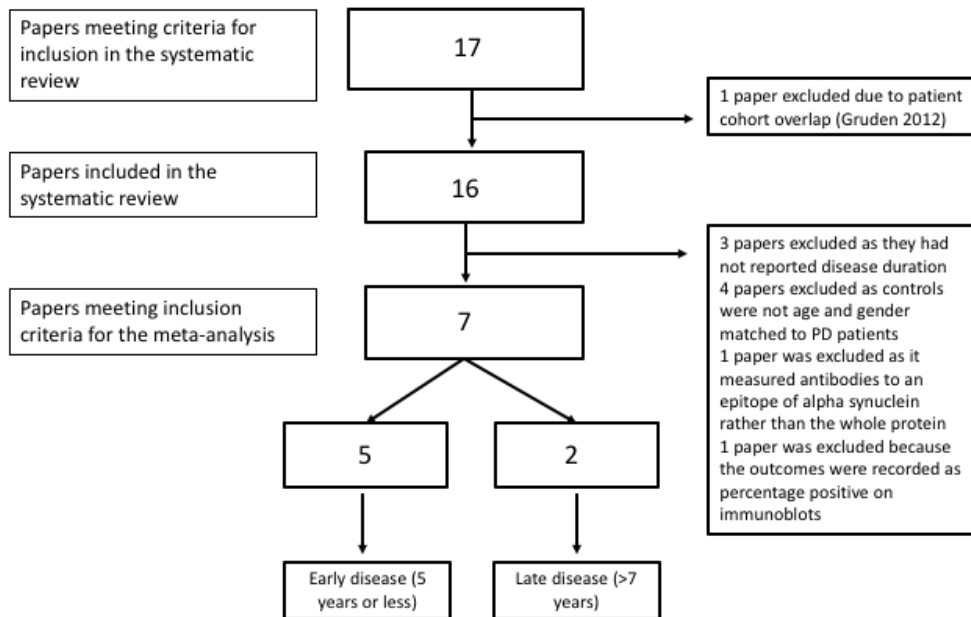 Papers meeting criteria for
inclusion in the systematic
review
17
1 paper excluded due to patient
cohort overlap (Gruden 2012)
Papers included in the
systematic review
16
3 papers excluded as they had
not reported disease duration
4 papers excluded as controls
were not age and gender
matched to PD patients
1 paper was excluded as it
measured antibodies to an
epitope of alpha synuclein
rather than the whole protein
1 paper was excluded because
the outcomes were recorded as
percentage positive on
immunoblots
Papers meeting inclusion
criteria for the meta-analysis
7
5
2
Early disease (5
years or less)
Late disease (>7
years)